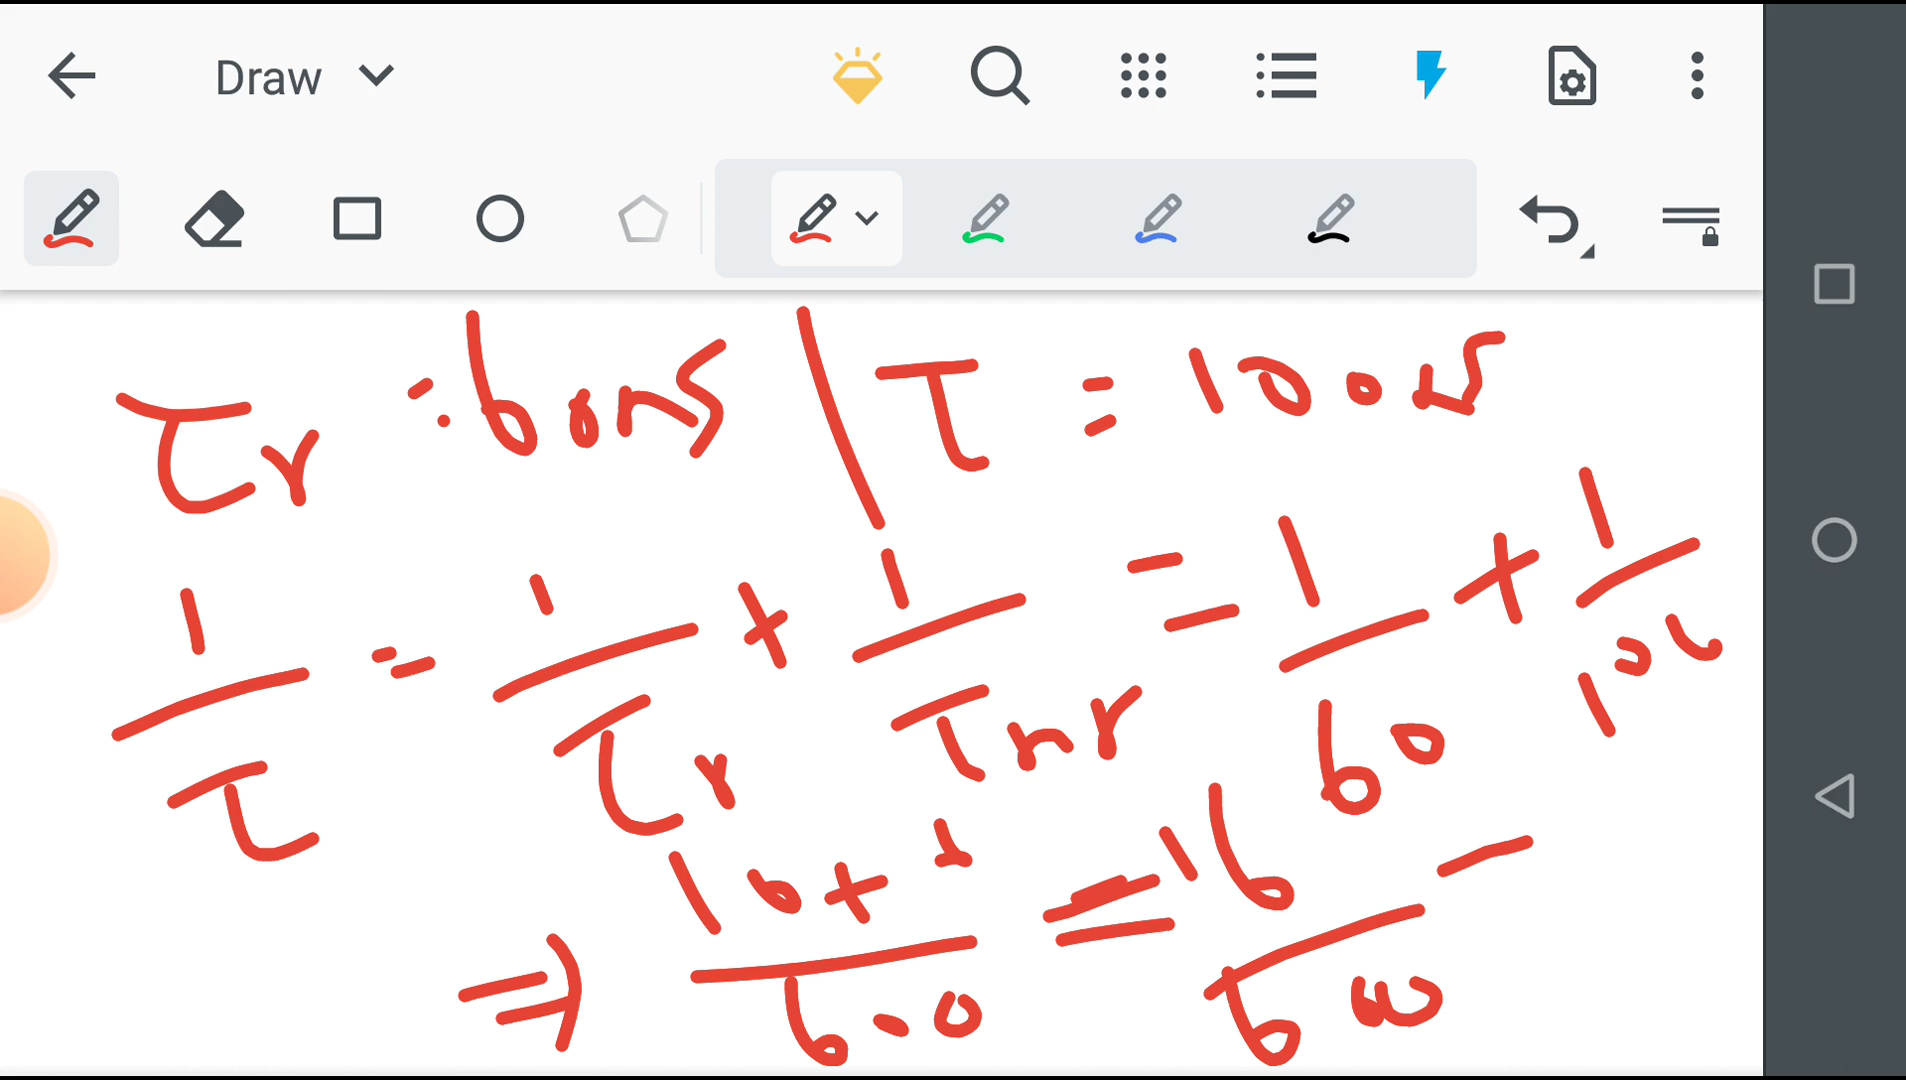 Draw
τr = 60ns | τ = 100ns
1/τ = 1/τr + 1/τnr = 1/60 + 1/100
⇒ 10+6/600 = 16/600 –